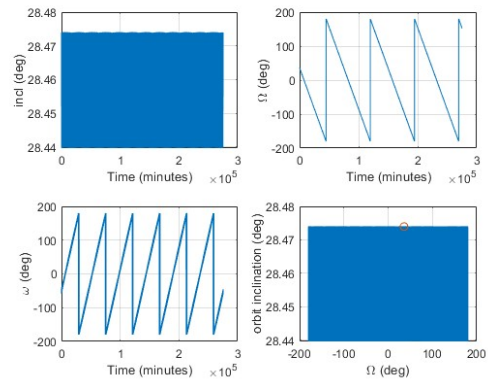 28.48
28.47
28.46
28.45
28.44
incl (deg)
0 1 2 3
Time (minutes) ×10^5
200
100
0
-100
-200
Ω (deg)
0 1 2 3
Time (minutes) ×10^5
200
100
0
-100
-200
ω (deg)
0 1 2 3
Time (minutes) ×10^5
28.48
28.47
28.46
28.45
28.44
orbit inclination (deg)
-200 -100 0 100 200
Ω (deg)